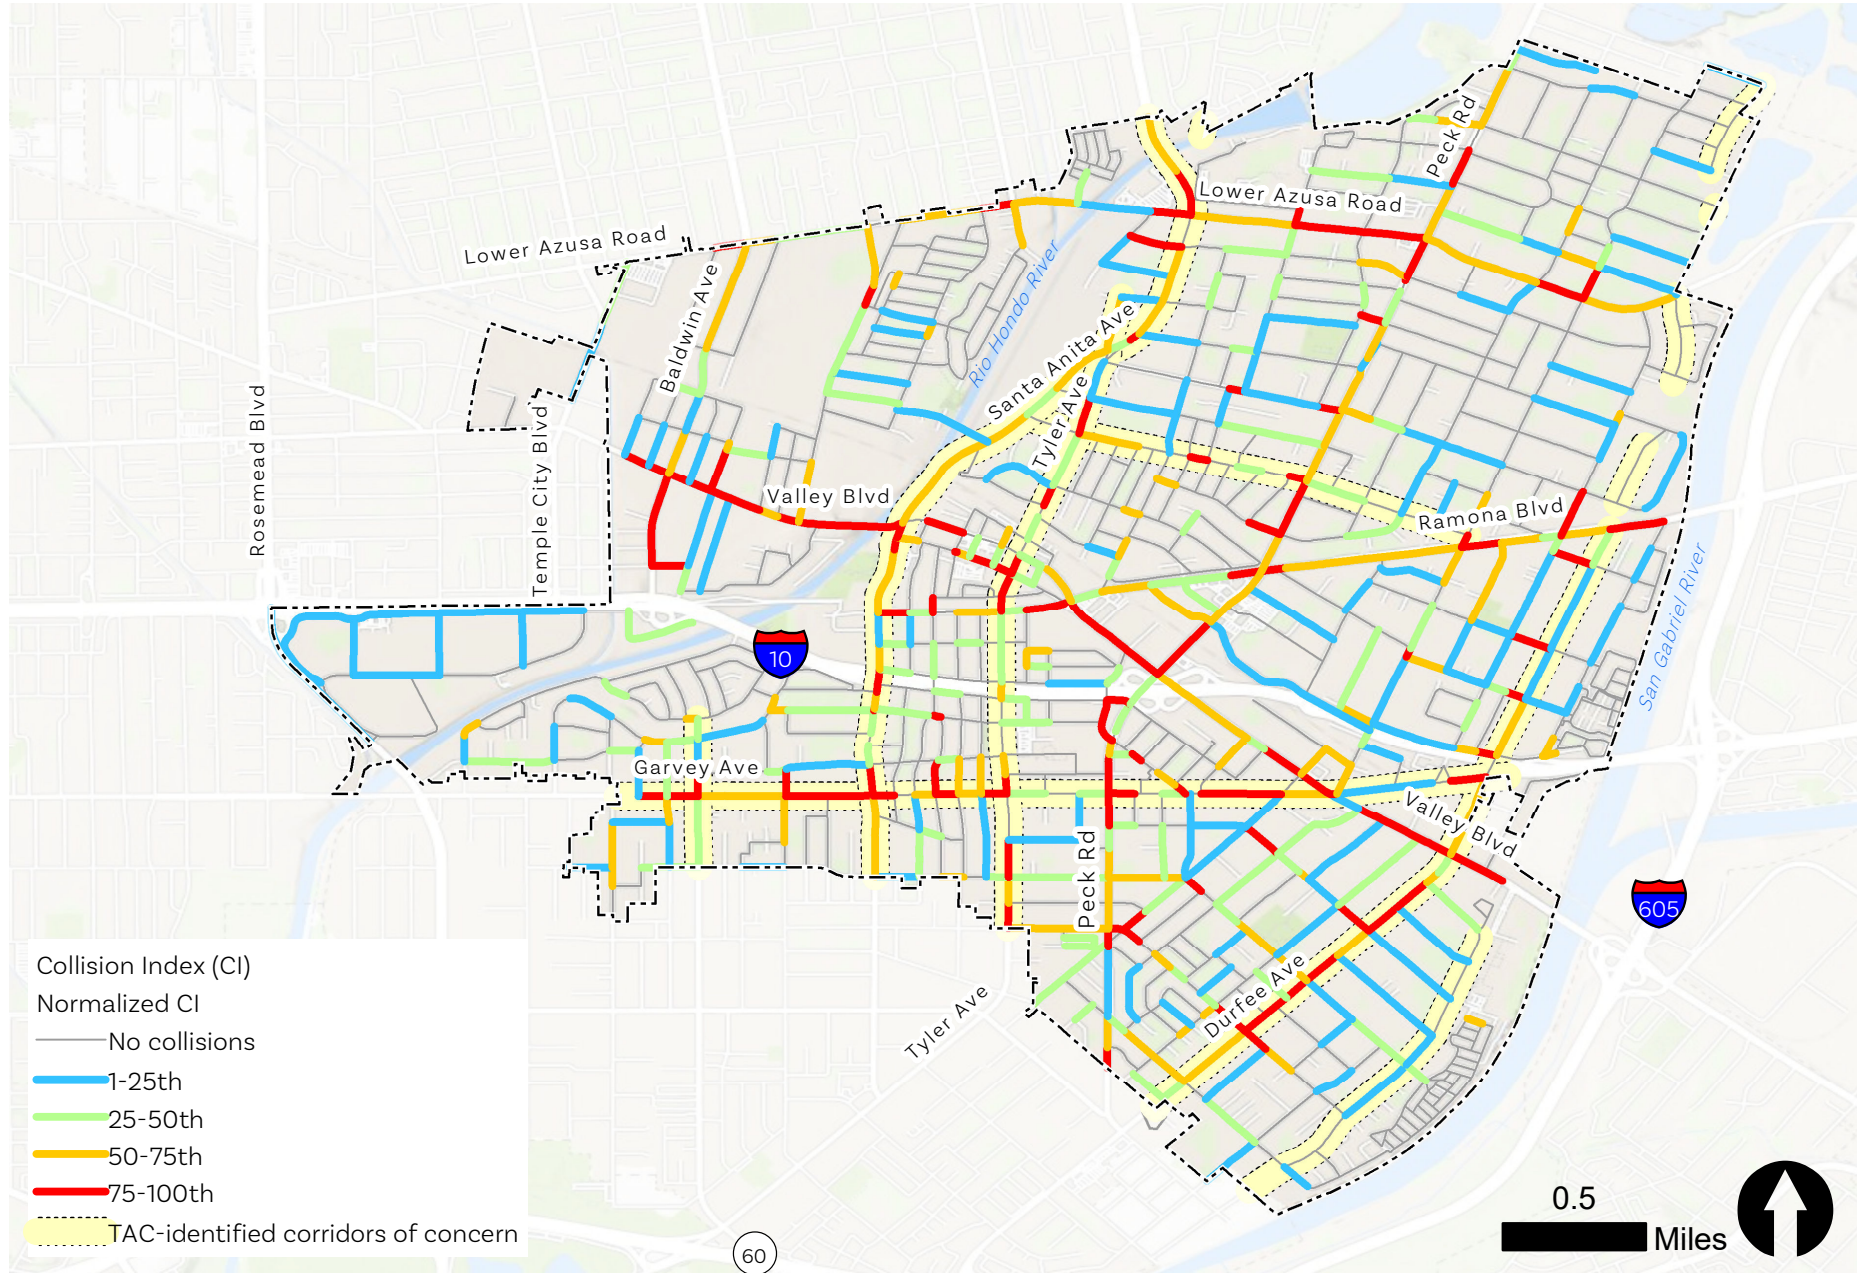 Peck Rd
Lower Azusa Road
Lower Azusa Road
Baldwin Ave
Rio Hondo River
Santa Anita Ave
Tyler Ave
Rosemead Blvd
Temple City Blvd
Valley Blvd
Ramona Blvd
San Gabriel River
10
Garvey Ave
Valley Blvd
Peck Rd
605
Durfee Ave
Tyler Ave
Collision Index (CI)
Normalized CI
No collisions
1-25th
25-50th
50-75th
75-100th
TAC-identified corridors of concern
60
0.5
Miles